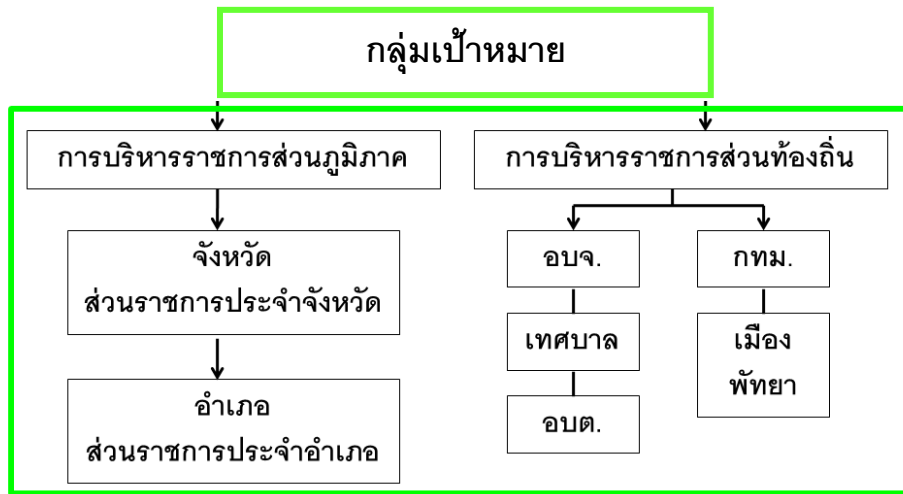 กลุ่มเป้าหมาย
การบริหารราชการส่วนภูมิภาค
จังหวัด
ส่วนราชการประจำจังหวัด
อำเภอ
ส่วนราชการประจำอำเภอ
การบริหารราชการส่วนท้องถิ่น
อบจ.
เทศบาล
อบต.
กทม.
เมือง
พัทยา